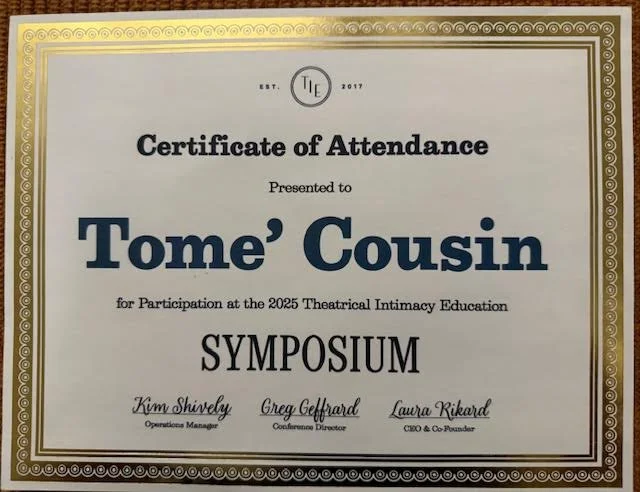 EST. TIE 2017
Certificate of Attendance
Presented to
Tome' Cousin
for Participation at the 2025 Theatrical Intimacy Education
SYMPOSIUM
Kim Shively Greg Geffrard Laura Rikard
Operations Manager Conference Director CEO & Co-Founder